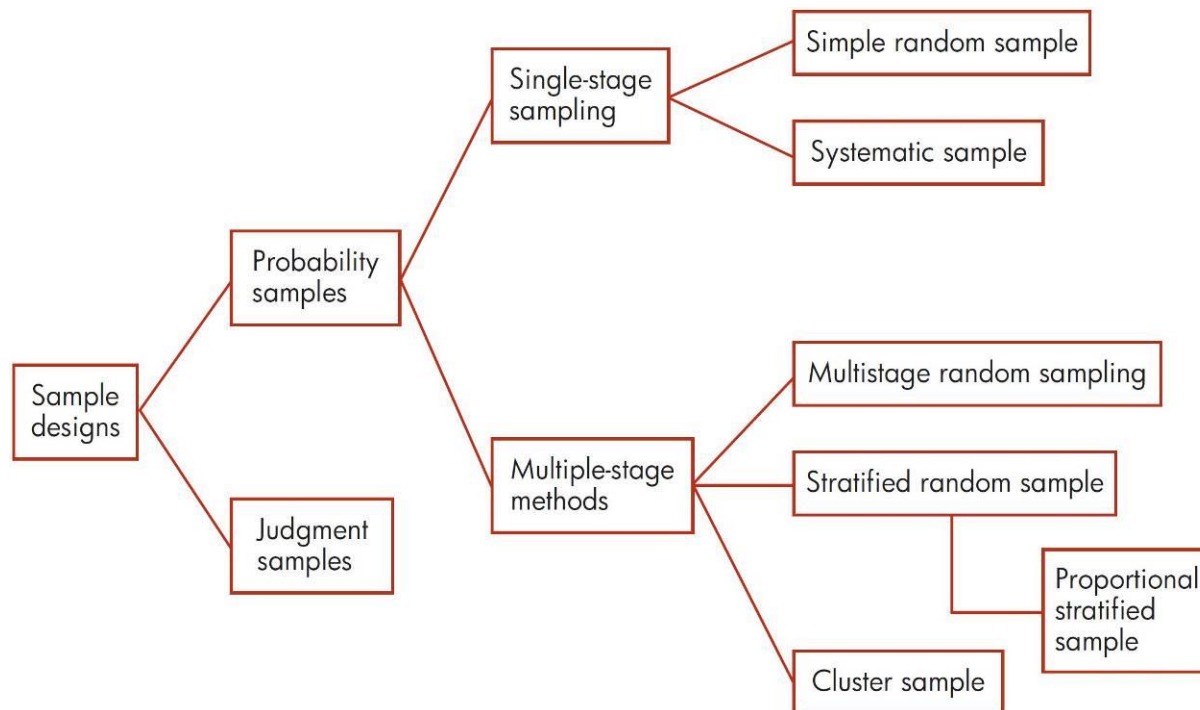 Simple random sample
Single-stage
sampling
Systematic sample
Probability
samples
Sample
designs
Multistage random sampling
Multiple-stage
methods
Stratified random sample
Judgment
samples
Proportional
stratified
sample
Cluster sample